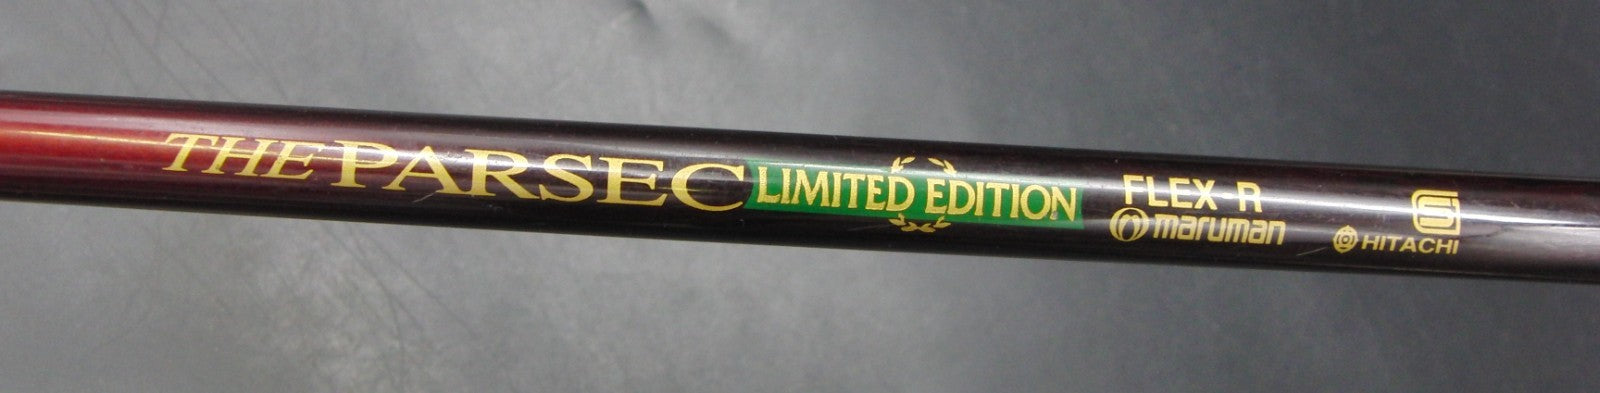 THE PARSEC LIMITED EDITION
FLEX-R
maruman
S
HITACHI